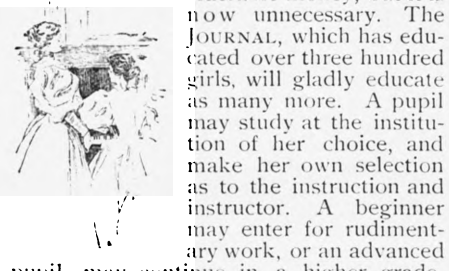 now unnecessary. The
JOURNAL, which has edu-
cated over three hundred
girls, will gladly educate
as many more. A pupil
may study at the institu-
tion of her choice, and
make her own selection
as to the instruction and
instructor. A beginner
may enter for rudiment-
ary work, or an advanced